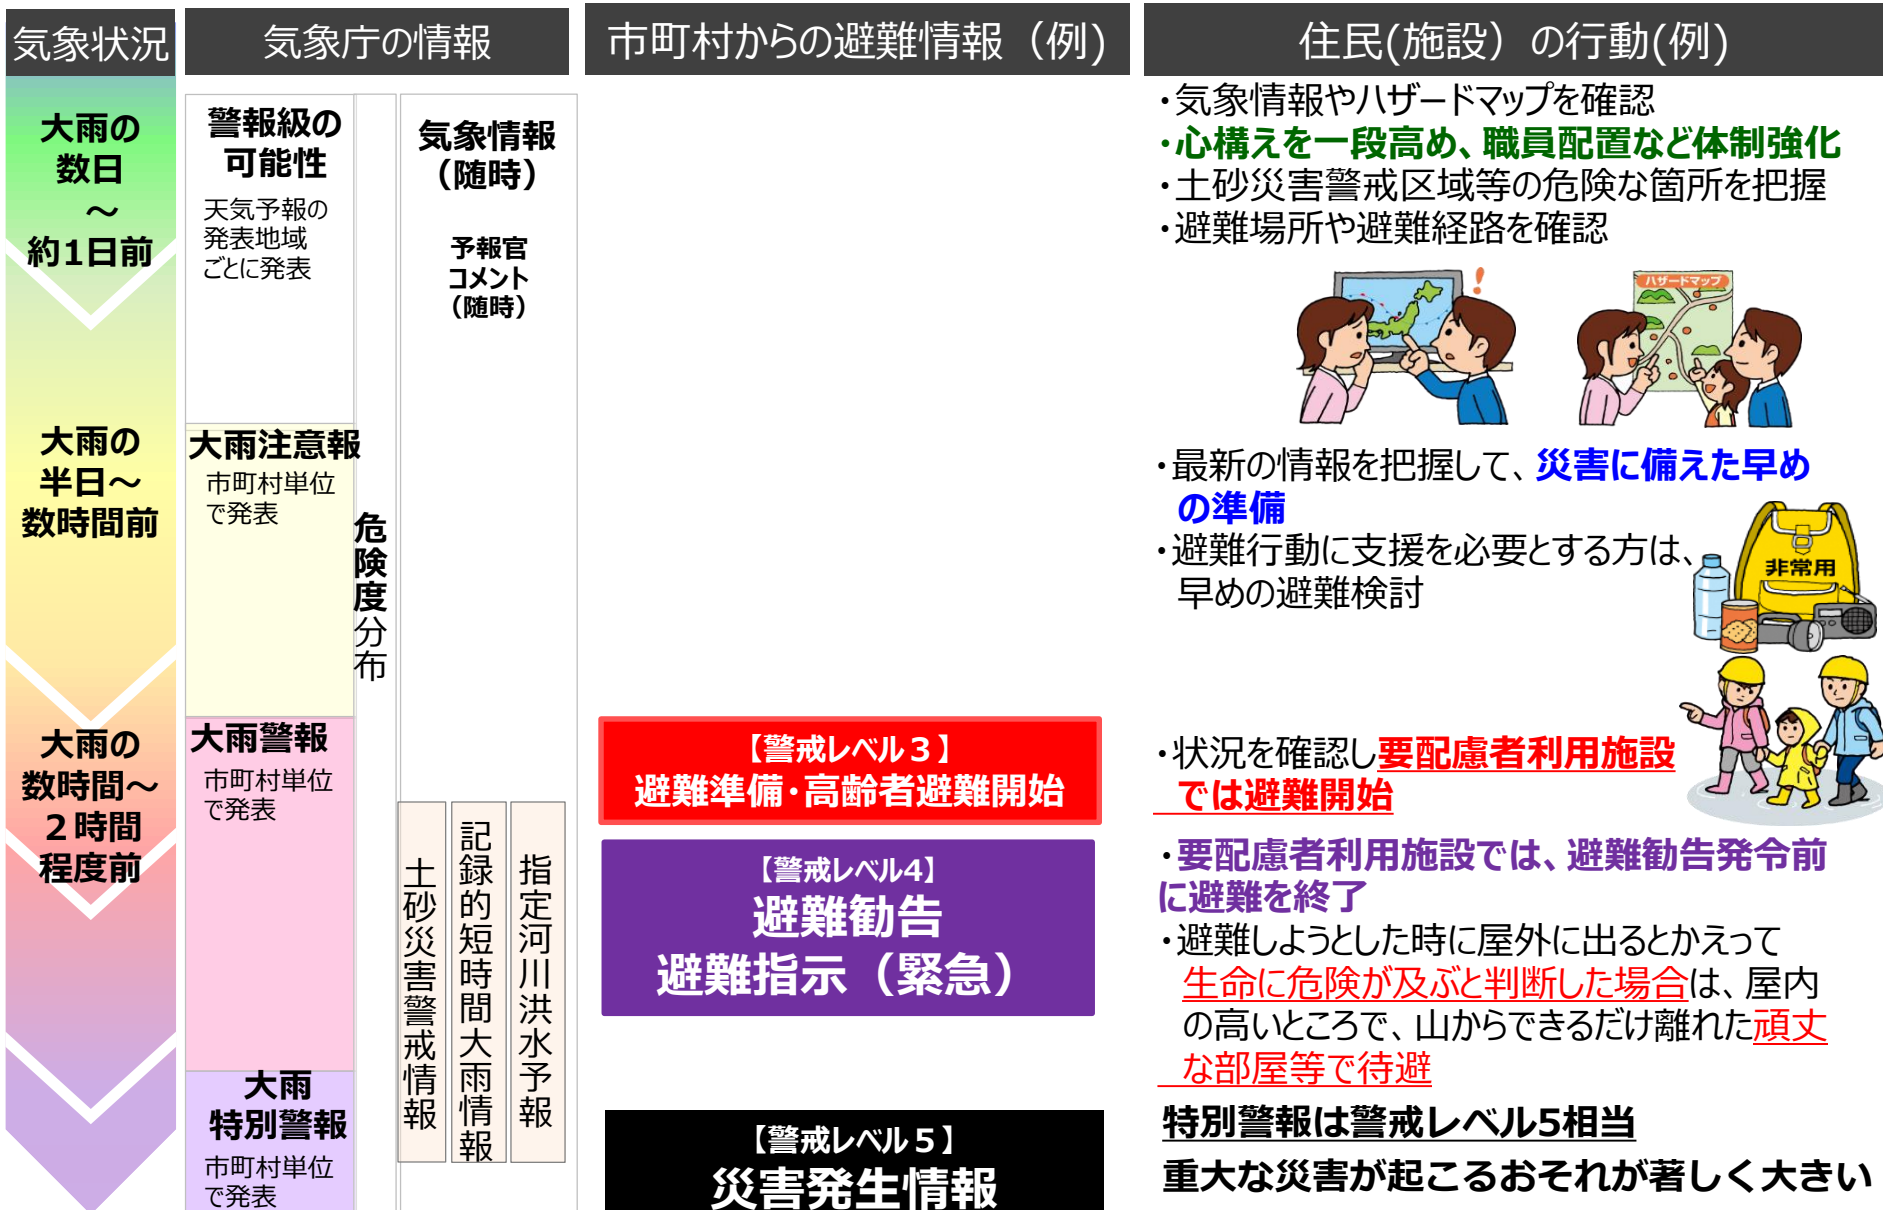 気象状況
気象庁の情報
市町村からの避難情報（例）
住民(施設）の行動(例)
大雨の
数日
～
約1日前
警報級の
可能性
天気予報の
発表地域
ごとに発表
気象情報
（随時）
予報官
コメント
（随時）
・気象情報やハザードマップを確認
・心構えを一段高め、職員配置など体制強化
・土砂災害警戒区域等の危険な箇所を把握
・避難場所や避難経路を確認
ハザードマップ
大雨の
半日～
数時間前
大雨注意報
市町村単位
で発表
危険度分布
・最新の情報を把握して、災害に備えた早め
の準備
・避難行動に支援を必要とする方は、
早めの避難検討
非常用
大雨の
数時間～
２時間
程度前
大雨警報
市町村単位
で発表
土砂災害警戒情報
記録的短時間大雨情報
指定河川洪水予報
【警戒レベル３】
避難準備・高齢者避難開始
・状況を確認し要配慮者利用施設
では避難開始
【警戒レベル4】
避難勧告
避難指示（緊急）
・要配慮者利用施設では、避難勧告発令前
に避難を終了
・避難しようとした時に屋外に出るとかえって
生命に危険が及ぶと判断した場合は、屋内
の高いところで、山からできるだけ離れた頑丈
な部屋等で待避
大雨
特別警報
市町村単位
で発表
【警戒レベル５】
災害発生情報
特別警報は警戒レベル5相当
重大な災害が起こるおそれが著しく大きい